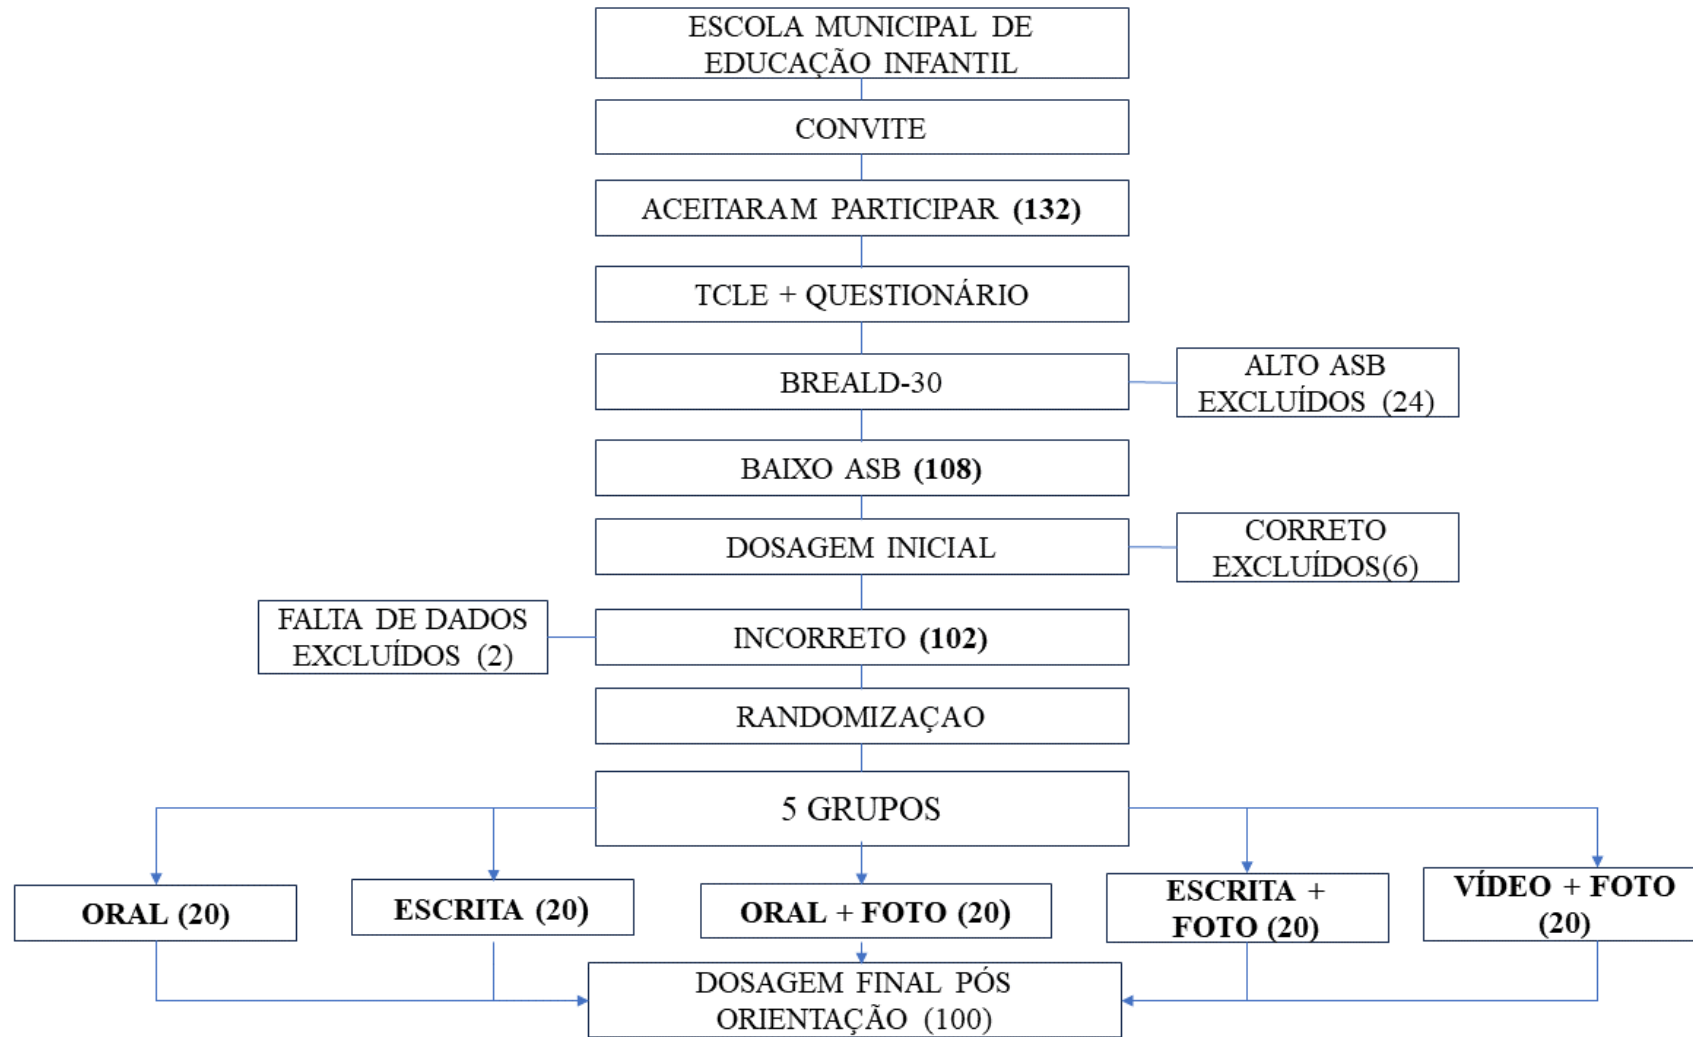 ESCOLA MUNICIPAL DE
EDUCAÇÃO INFANTIL
CONVITE
ACEITARAM PARTICIPAR (132)
TCLE + QUESTIONÁRIO
BREALD-30
ALTO ASB
EXCLUÍDOS (24)
BAIXO ASB (108)
DOSAGEM INICIAL
CORRETO
EXCLUÍDOS(6)
FALTA DE DADOS
EXCLUÍDOS (2)
INCORRETO (102)
RANDOMIZAÇAO
5 GRUPOS
ORAL (20)
ESCRITA (20)
ORAL + FOTO (20)
ESCRITA +
FOTO (20)
VÍDEO + FOTO
(20)
DOSAGEM FINAL PÓS
ORIENTAÇÃO (100)